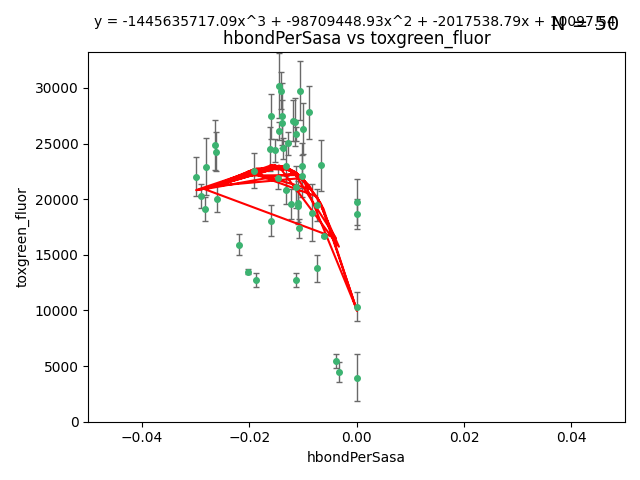 y = -1445635717.09x^3 + -98709448.93x^2 + -2017538.79x + 10097.54
N = 50
hbondPerSasa vs toxgreen_fluor
30000
25000
20000
15000
10000
5000
0
toxgreen_fluor
-0.04
-0.02
0.00
0.02
0.04
hbondPerSasa